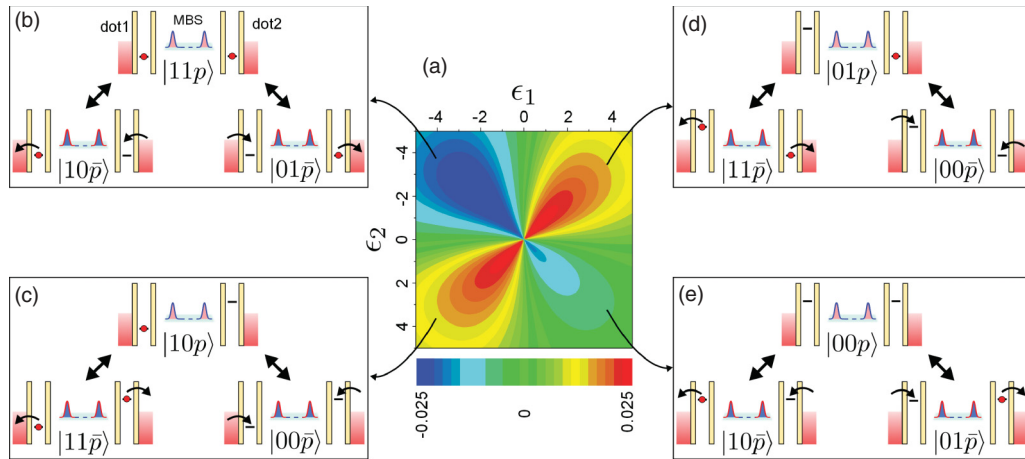 (b)
dot1
MBS
dot2
|11p⟩
|10p̄⟩
|01p̄⟩
(a)
ϵ₁
-4 -2 0 2 4
ϵ₂
-4
-2
0
2
4
-0.025
0
0.025
(d)
|01p⟩
|11p̄⟩
|00p̄⟩
(c)
|10p⟩
|11p̄⟩
|00p̄⟩
(e)
|00p⟩
|10p̄⟩
|01p̄⟩